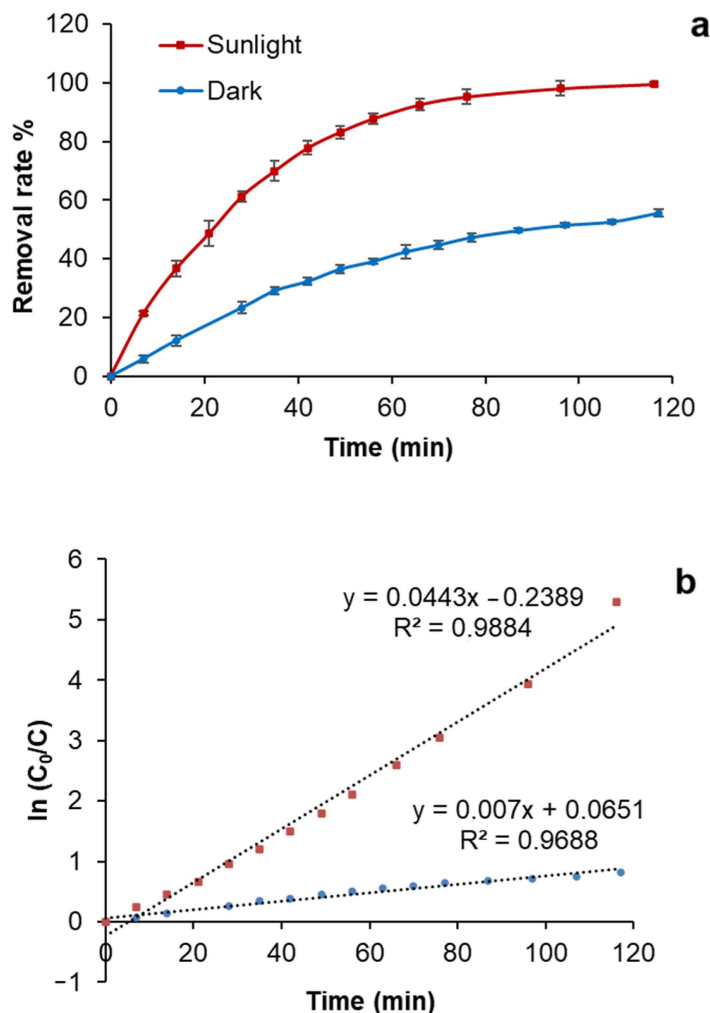 a
120
100
80
60
40
20
0
Removal rate %
Sunlight
Dark
0 20 40 60 80 100 120
Time (min)
b
6
5
4
3
2
1
0
−1
ln (C₀/C)
y = 0.0443x – 0.2389
R² = 0.9884
y = 0.007x + 0.0651
R² = 0.9688
0 20 40 60 80 100 120
Time (min)